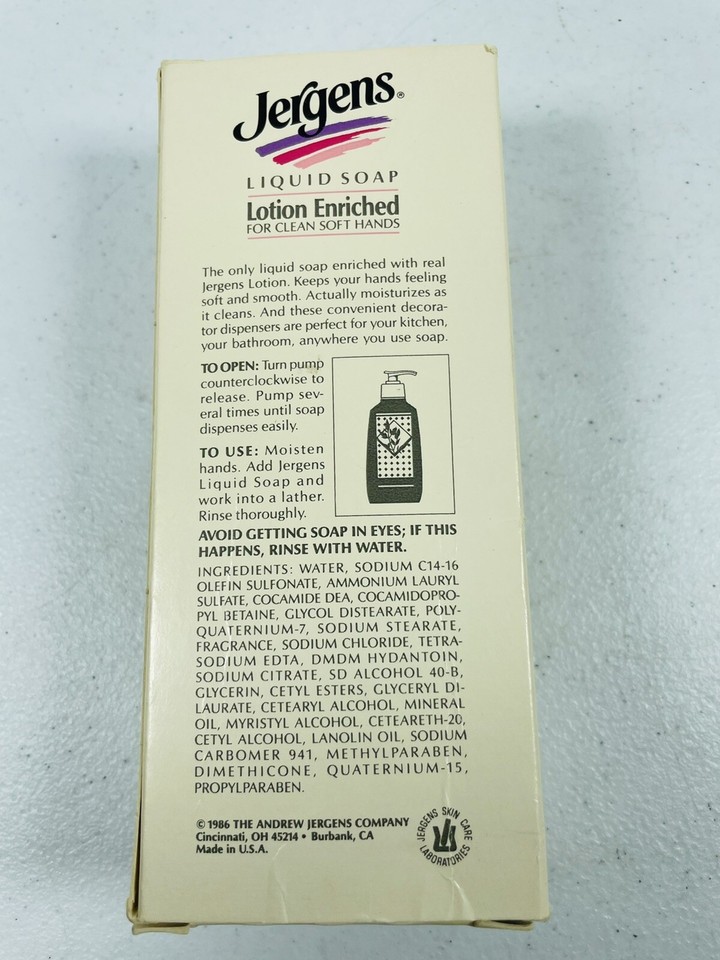 Jergens®
LIQUID SOAP
Lotion Enriched
FOR CLEAN SOFT HANDS
The only liquid soap enriched with real
Jergens Lotion. Keeps your hands feeling
soft and smooth. Actually moisturizes as
it cleans. And these convenient decora-
tor dispensers are perfect for your kitchen,
your bathroom, anywhere you use soap.
TO OPEN: Turn pump
counterclockwise to
release. Pump sev-
eral times until soap
dispenses easily.
TO USE: Moisten
hands. Add Jergens
Liquid Soap and
work into a lather.
Rinse thoroughly.
AVOID GETTING SOAP IN EYES; IF THIS
HAPPENS, RINSE WITH WATER.
INGREDIENTS: WATER, SODIUM C14-16
OLEFIN SULFONATE, AMMONIUM LAURYL
SULFATE, COCAMIDE DEA, COCAMIDOPRO-
PYL BETAINE, GLYCOL DISTEARATE, POLY-
QUATERNIUM-7, SODIUM STEARATE,
FRAGRANCE, SODIUM CHLORIDE, TETRA-
SODIUM EDTA, DMDM HYDANTOIN,
SODIUM CITRATE, SD ALCOHOL 40-B,
GLYCERIN, CETYL ESTERS, GLYCERYL DI-
LAURATE, CETEARYL ALCOHOL, MINERAL
OIL, MYRISTYL ALCOHOL, CETEARETH-20,
CETYL ALCOHOL, LANOLIN OIL, SODIUM
CARBOMER 941, METHYLPARABEN,
DIMETHICONE, QUATERNIUM-15,
PROPYLPARABEN.
© 1986 THE ANDREW JERGENS COMPANY
Cincinnati, OH 45214 • Burbank, CA
Made in U.S.A.
JERGENS SKIN CARE
LABORATORIES